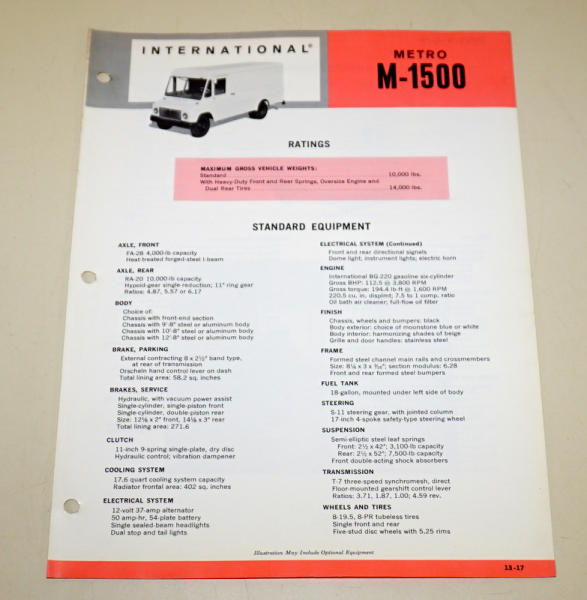 INTERNATIONAL®
METRO
M-1500
RATINGS
MAXIMUM GROSS VEHICLE WEIGHTS:
Standard 10,000 lbs.
With Heavy-Duty Front and Rear Springs, Oversize Engine and
Dual Rear Tires 14,000 lbs.
STANDARD EQUIPMENT
AXLE, FRONT
FA-28 4,000-lb capacity
Heat-treated forged-steel I-beam
AXLE, REAR
RA-20 10,000 lb capacity
Hypoid-gear single-reduction; 11" ring gear
Ratios: 4.87, 5.57 or 6.17
BODY
Choice of:
Chassis with front-end section
Chassis with 9'-8" steel or aluminum body
Chassis with 10'-8" steel or aluminum body
Chassis with 12'-8" steel or aluminum body
BRAKE, PARKING
External contracting 8 x 2½" band type,
at rear of transmission
Orscheln hand control lever on dash
Total lining area: 58.2 sq. inches
BRAKES, SERVICE
Hydraulic, with vacuum power assist
Single-cylinder, single-piston front
Single-cylinder, double-piston rear
Size: 12⅛ x 2" front, 14⅛ x 3" rear
Total lining area: 271.6
CLUTCH
11-inch 9-spring single-plate, dry disc
Hydraulic control; vibration dampener
COOLING SYSTEM
17.6 quart cooling system capacity
Radiator frontal area: 402 sq. inches
ELECTRICAL SYSTEM
12-volt 37-amp alternator
50 amp-hr, 54-plate battery
Single sealed-beam headlights
Dual stop and tail lights
ELECTRICAL SYSTEM (Continued)
Front and rear directional signals
Dome light; instrument lights; electric horn
ENGINE
International BG-220 gasoline six-cylinder
Gross BHP: 112.5 @ 3,800 RPM
Gross torque: 194.4 lb-ft @ 1,600 RPM
220.5 cu. in. displmt; 7.5 to 1 comp. ratio
Oil bath air cleaner; full-flow oil filter
FINISH
Chassis, wheels and bumpers: black
Body exterior: choice of moonstone blue or white
Body interior: harmonizing shades of beige
Grille and door handles: stainless steel
FRAME
Formed steel channel main rails and crossmembers
Size: 8¼ x 3 x 3/16"; section modulus: 6.28
Front and rear formed steel bumpers
FUEL TANK
18-gallon, mounted under left side of body
STEERING
S-11 steering gear, with jointed column
17-inch 4-spoke safety-type steering wheel
SUSPENSION
Semi-elliptic steel leaf springs
Front: 2½ x 42"; 3,100-lb capacity
Rear: 2½ x 52"; 7,500-lb capacity
Front double-acting shock absorbers
TRANSMISSION
T-7 three-speed synchromesh, direct
Floor-mounted gearshift control lever
Ratios: 3.71, 1.87, 1.00; 4.59 rev.
WHEELS AND TIRES
8-19.5, 8-PR tubeless tires
Single front and rear
Five-stud disc wheels with 5.25 rims
Illustration May Include Optional Equipment
13-17